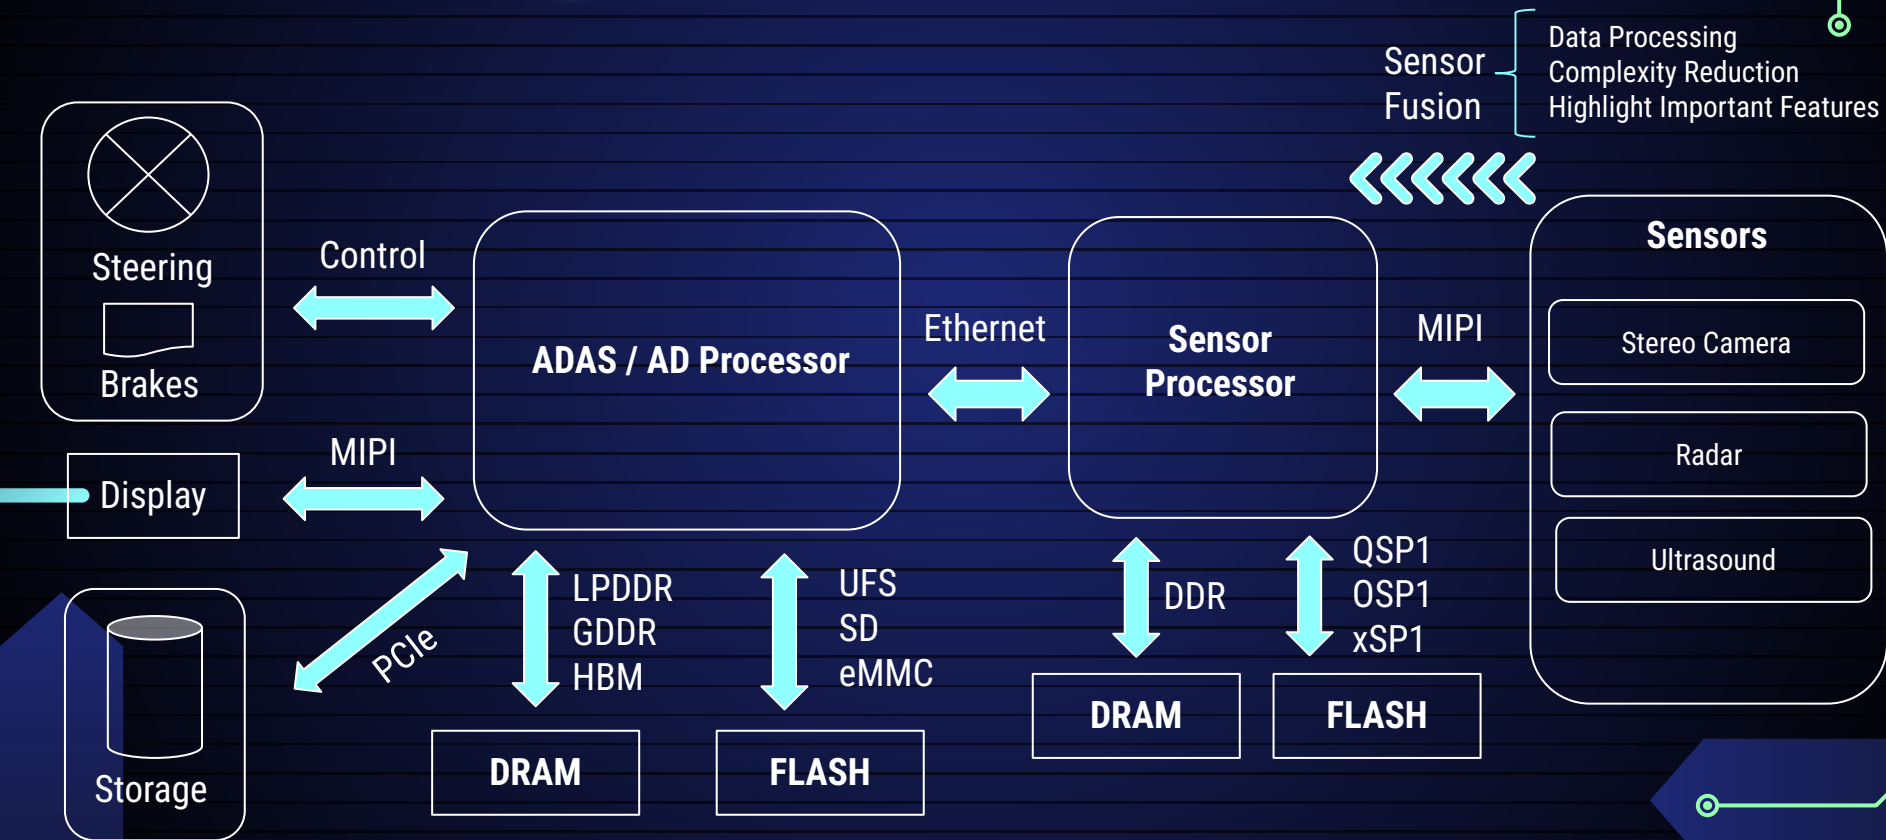 Sensor
Fusion
Data Processing
Complexity Reduction
Highlight Important Features
Steering
Brakes
Control
ADAS / AD Processor
Ethernet
Sensor
Processor
MIPI
Sensors
Stereo Camera
Radar
Ultrasound
MIPI
Display
PCIe
Storage
LPDDR
GDDR
HBM
UFS
SD
eMMC
DDR
QSP1
OSP1
xSP1
DRAM
FLASH
DRAM
FLASH